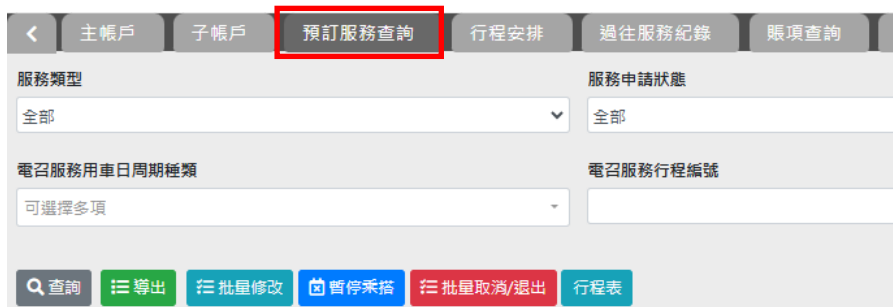 主帳戶 子帳戶 預訂服務查詢 行程安排 過往服務紀錄 賬項查詢
服務類型 服務申請狀態
全部 全部
電召服務用車日周期種類 電召服務行程編號
可選擇多項
查詢 導出 批量修改 暫停乘搭 批量取消/退出 行程表